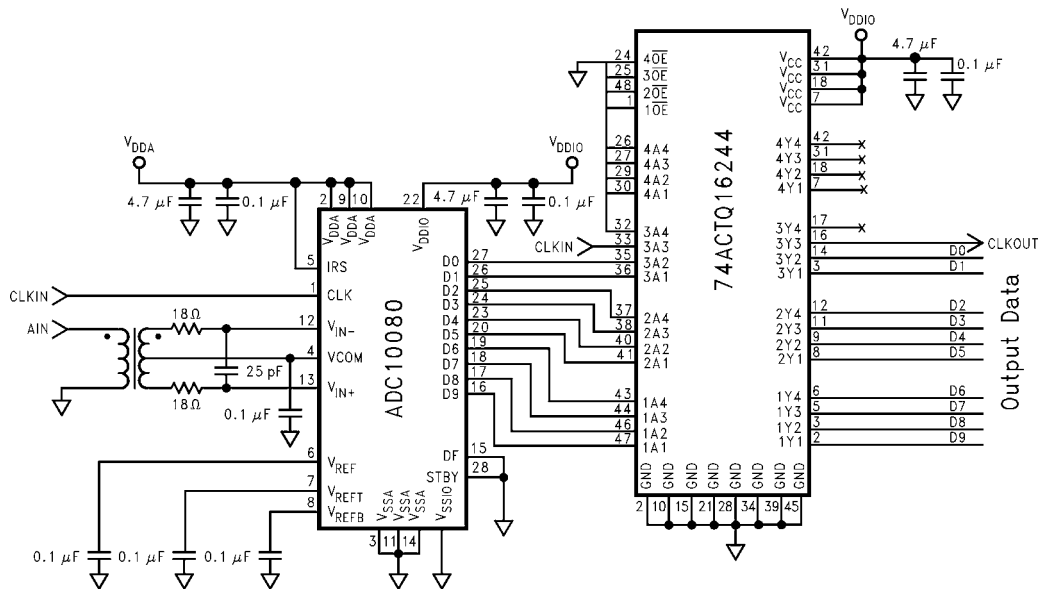 V_DDIO
4.7 μF
0.1 μF
24 4OE
25 3OE
48 2OE
1 1OE
V_CC 42
V_CC 31
V_CC 18
V_CC 7
26 4A4
27 4A3
29 4A2
30 4A1
4Y4 42
4Y3 31
4Y2 18
4Y1 7
32 3A4
CLKIN 33 3A3
35 3A2
36 3A1
3Y4 17
3Y3 16 CLKOUT
3Y2 14 D0
3Y1 3 D1
37 2A4
38 2A3
40 2A2
41 2A1
2Y4 12 D2
2Y3 11 D3
2Y2 9 D4
2Y1 8 D5
43 1A4
44 1A3
46 1A2
47 1A1
1Y4 6 D6
1Y3 5 D7
1Y2 3 D8
1Y1 2 D9
74ACTQ16244
Output Data
GND GND GND GND GND GND GND GND
2 10 15 21 28 34 39 45
V_DDA
4.7 μF
0.1 μF
V_DDIO
4.7 μF
0.1 μF
2 9 10 22
V_DDA V_DDA V_DDA V_DDIO
5 IRS
CLKIN 1 CLK
AIN
18Ω
12 V_IN-
4 VCOM
25 pF
13 V_IN+
18Ω
0.1 μF
6 V_REF
7 V_REFT
8 V_REFB
0.1 μF 0.1 μF 0.1 μF
ADC10080
D0 27
D1 26
D2 25
D3 24
D4 23
D5 20
D6 19
D7 18
D8 17
D9 16
DF 15
STBY 28
V_SSA V_SSA V_SSA V_SSIO
3 11 14